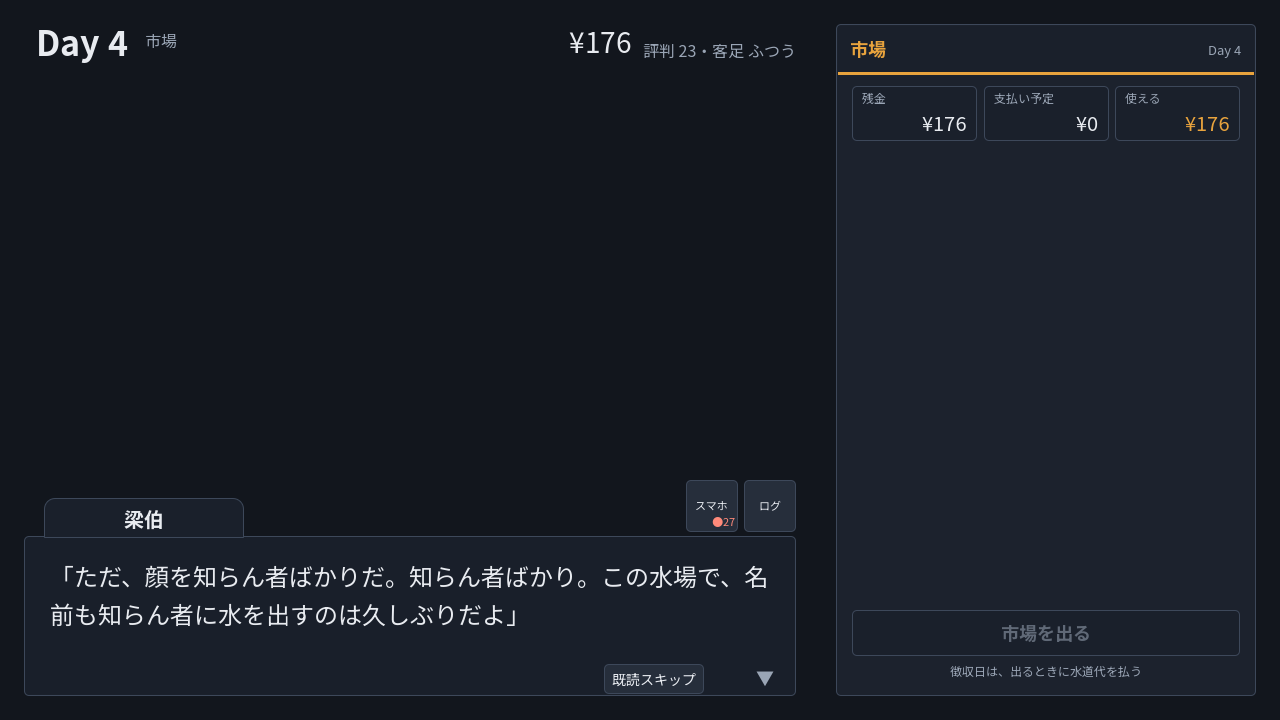 Day 4 市場
¥176 評判 23・客足 ふつう
市場 Day 4
残金 支払い予定 使える
¥176 ¥0 ¥176
スマホ ログ
27
梁伯
「ただ、顔を知らん者ばかりだ。知らん者ばかり。この水場で、名
前も知らん者に水を出すのは久しぶりだよ」
既読スキップ ▼
市場を出る
徴収日は、出るときに水道代を払う